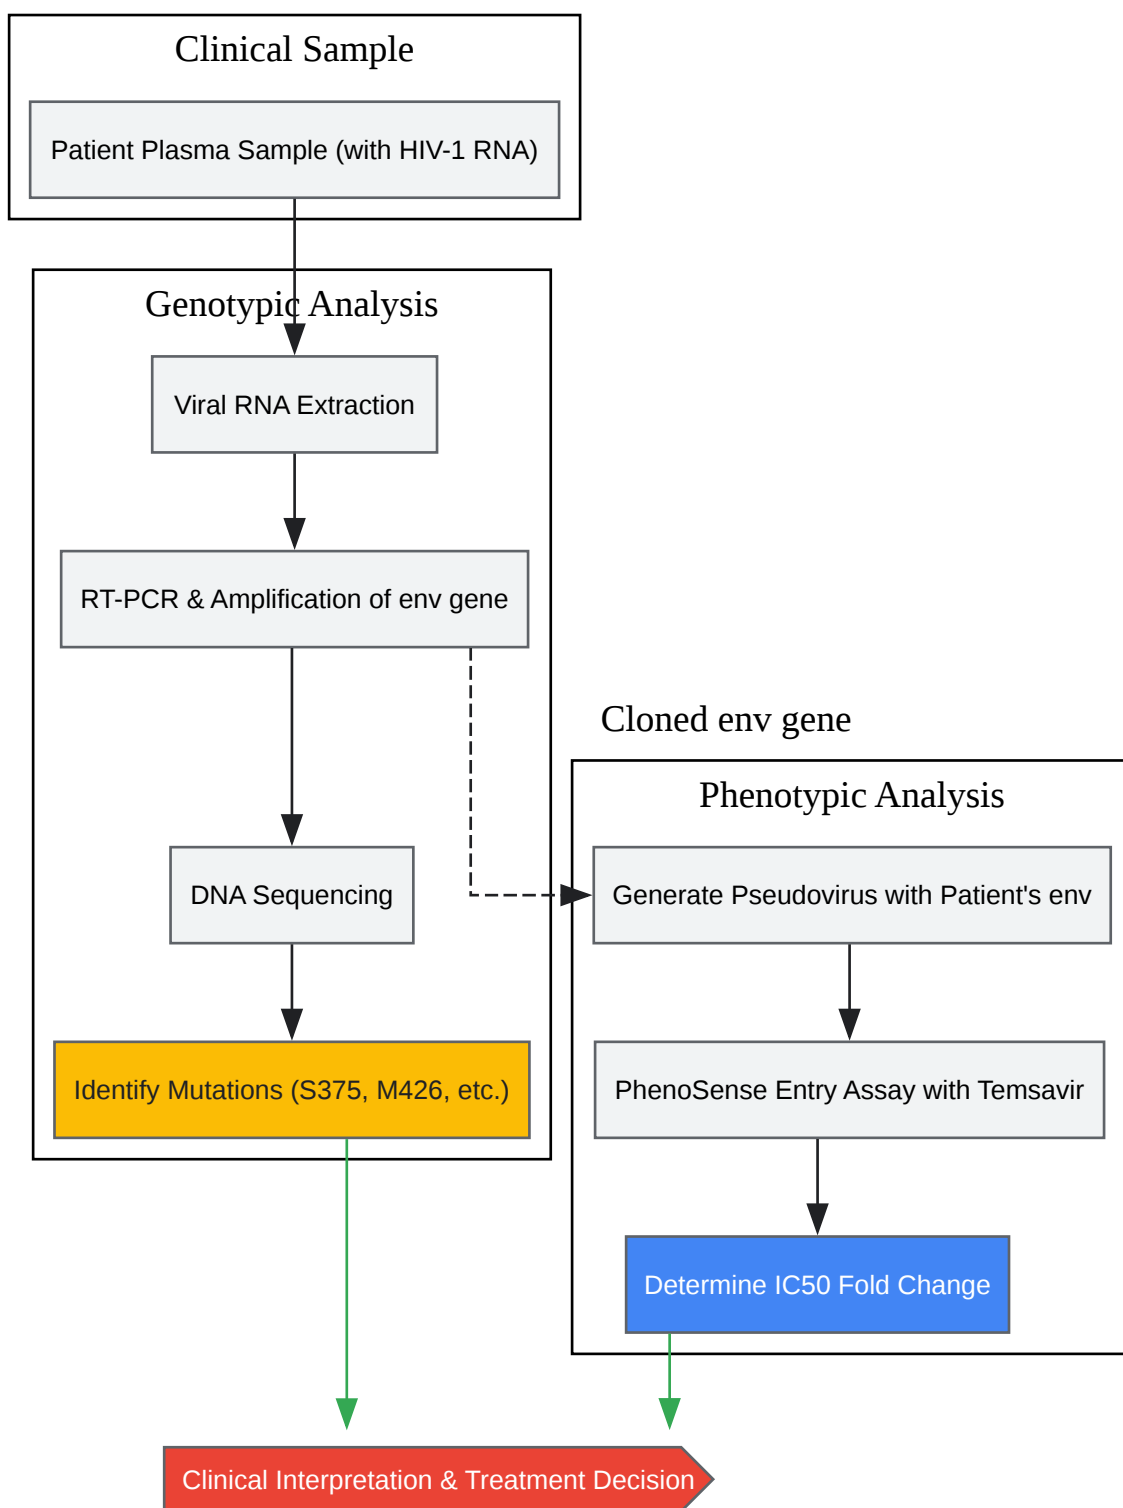 Clinical Sample
Patient Plasma Sample (with HIV-1 RNA)
Genotypic Analysis
Viral RNA Extraction
RT-PCR & Amplification of env gene
DNA Sequencing
Identify Mutations (S375, M426, etc.)
Cloned env gene
Phenotypic Analysis
Generate Pseudovirus with Patient's env
PhenoSense Entry Assay with Temsavir
Determine IC50 Fold Change
Clinical Interpretation & Treatment Decision